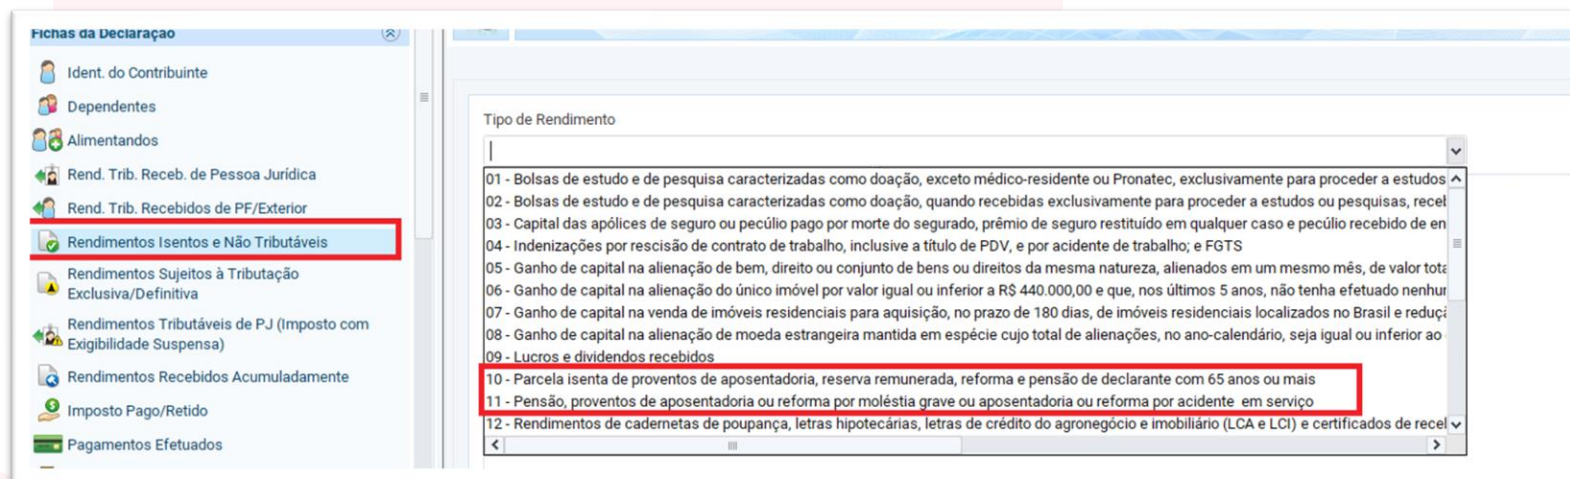 Fichas da Declaração
Ident. do Contribuinte
Dependentes
Alimentandos
Rend. Trib. Receb. de Pessoa Jurídica
Rend. Trib. Recebidos de PF/Exterior
Rendimentos Isentos e Não Tributáveis
Rendimentos Sujeitos à Tributação
Exclusiva/Definitiva
Rendimentos Tributáveis de PJ (Imposto com
Exigibilidade Suspensa)
Rendimentos Recebidos Acumuladamente
Imposto Pago/Retido
Pagamentos Efetuados
Tipo de Rendimento
01 - Bolsas de estudo e de pesquisa caracterizadas como doação, exceto médico-residente ou Pronatec, exclusivamente para proceder a estudos
02 - Bolsas de estudo e de pesquisa caracterizadas como doação, quando recebidas exclusivamente para proceder a estudos ou pesquisas, recel
03 - Capital das apólices de seguro ou pecúlio pago por morte do segurado, prêmio de seguro restituído em qualquer caso e pecúlio recebido de en
04 - Indenizações por rescisão de contrato de trabalho, inclusive a título de PDV, e por acidente de trabalho; e FGTS
05 - Ganho de capital na alienação de bem, direito ou conjunto de bens ou direitos da mesma natureza, alienados em um mesmo mês, de valor tota
06 - Ganho de capital na alienação do único imóvel por valor igual ou inferior a R$ 440.000,00 e que, nos últimos 5 anos, não tenha efetuado nenhur
07 - Ganho de capital na venda de imóveis residenciais para aquisição, no prazo de 180 dias, de imóveis residenciais localizados no Brasil e reduçã
08 - Ganho de capital na alienação de moeda estrangeira mantida em espécie cujo total de alienações, no ano-calendário, seja igual ou inferior ao
09 - Lucros e dividendos recebidos
10 - Parcela isenta de proventos de aposentadoria, reserva remunerada, reforma e pensão de declarante com 65 anos ou mais
11 - Pensão, proventos de aposentadoria ou reforma por moléstia grave ou aposentadoria ou reforma por acidente em serviço
12 - Rendimentos de cadernetas de poupança, letras hipotecárias, letras de crédito do agronegócio e imobiliário (LCA e LCI) e certificados de recel